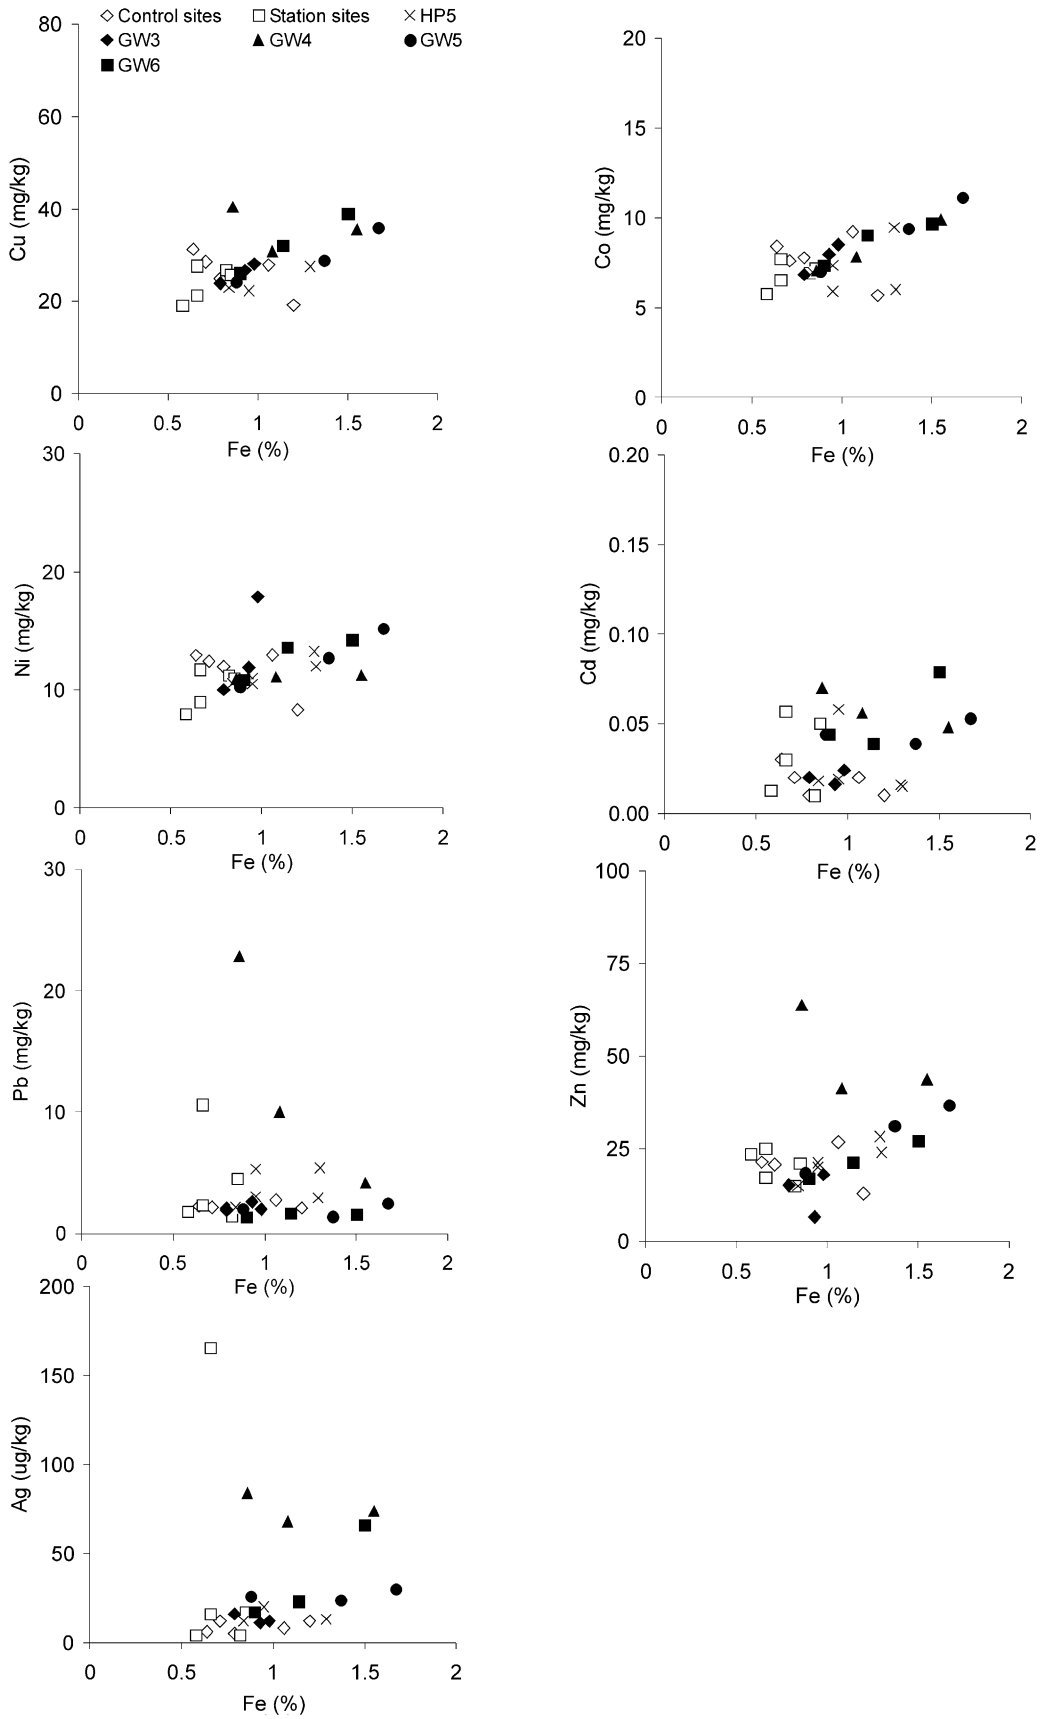 Control sites Station sites HP5
GW3 GW4 GW5
GW6
80
60
40
20
0
Cu (mg/kg)
0 0.5 1 1.5 2
Fe (%)
20
15
10
5
0
Co (mg/kg)
0 0.5 1 1.5 2
Fe (%)
30
20
10
0
Ni (mg/kg)
0 0.5 1 1.5 2
Fe (%)
0.20
0.15
0.10
0.05
0.00
Cd (mg/kg)
0 0.5 1 1.5 2
Fe (%)
30
20
10
0
Pb (mg/kg)
0 0.5 1 1.5 2
Fe (%)
100
75
50
25
0
Zn (mg/kg)
0 0.5 1 1.5 2
Fe (%)
200
150
100
50
0
Ag (ug/kg)
0 0.5 1 1.5 2
Fe (%)